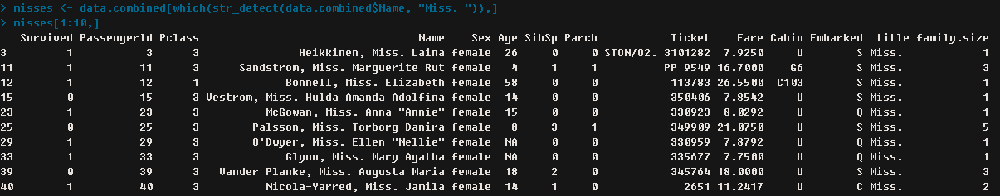 > misses <- data.combined[which(str_detect(data.combined$Name, "Miss. ")),]
> misses[1:10,]
Survived PassengerId Pclass Name Sex Age SibSp Parch Ticket Fare Cabin Embarked title family.size
3 1 3 3 Heikkinen, Miss. Laina female 26 0 0 STON/O2. 3101282 7.9250 U S Miss. 1
11 1 11 3 Sandstrom, Miss. Marguerite Rut female 4 1 1 PP 9549 16.7000 G6 S Miss. 3
12 1 12 1 Bonnell, Miss. Elizabeth female 58 0 0 113783 26.5500 C103 S Miss. 1
15 0 15 3 Vestrom, Miss. Hulda Amanda Adolfina female 14 0 0 350406 7.8542 U S Miss. 1
23 1 23 3 McGowan, Miss. Anna "Annie" female 15 0 0 330923 8.0292 U Q Miss. 1
25 0 25 3 Palsson, Miss. Torborg Danira female 8 3 1 349909 21.0750 U S Miss. 5
29 1 29 3 O'Dwyer, Miss. Ellen "Nellie" female NA 0 0 330959 7.8792 U Q Miss. 1
33 1 33 3 Glynn, Miss. Mary Agatha female NA 0 0 335677 7.7500 U Q Miss. 1
39 0 39 3 Vander Planke, Miss. Augusta Maria female 18 2 0 345764 18.0000 U S Miss. 3
40 1 40 3 Nicola-Yarred, Miss. Jamila female 14 1 0 2651 11.2417 U C Miss. 2